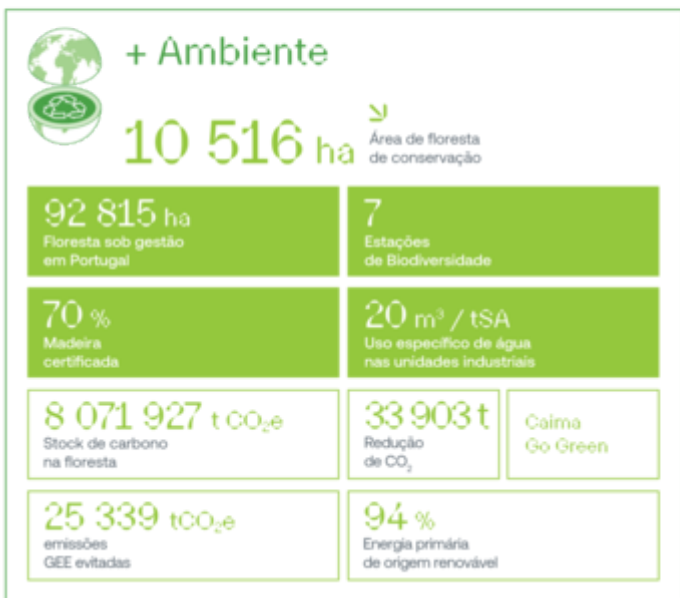 + Ambiente
10 516 ha
Área de floresta
de conservação
92 815 ha
Floresta sob gestão
em Portugal
7
Estações
de Biodiversidade
70 %
Madeira
certificada
20 m³ / tSA
Uso específico de água
nas unidades industriais
8 071 927 t CO₂e
Stock de carbono
na floresta
33 903 t
Redução
de CO₂
Caima
Go Green
25 339 tCO₂e
emissões
GEE evitadas
94 %
Energia primária
de origem renovável